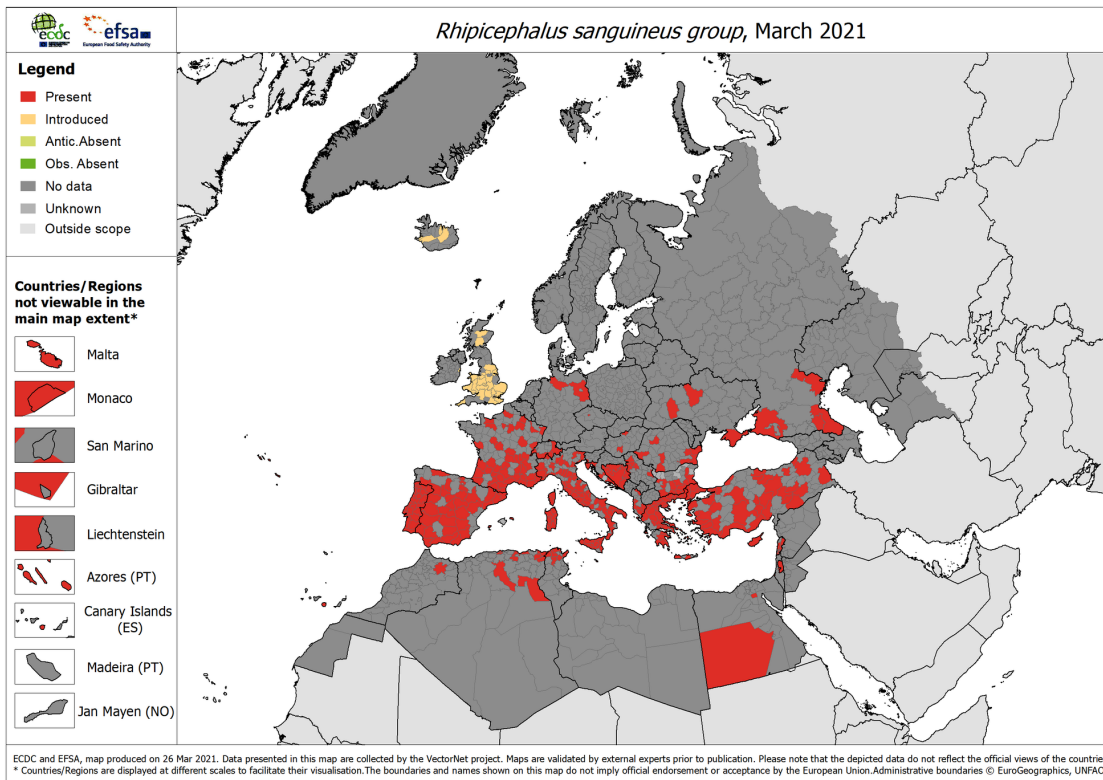 ecdc
efsa
European Food Safety Authority
Rhipicephalus sanguineus group, March 2021
Legend
Present
Introduced
Antic.Absent
Obs. Absent
No data
Unknown
Outside scope
Countries/Regions
not viewable in the
main map extent*
Malta
Monaco
San Marino
Gibraltar
Liechtenstein
Azores (PT)
Canary Islands
(ES)
Madeira (PT)
Jan Mayen (NO)
ECDC and EFSA, map produced on 26 Mar 2021. Data presented in this map are collected by the VectorNet project. Maps are validated by external experts prior to publication. Please note that the depicted data do not reflect the official views of the countrie
* Countries/Regions are displayed at different scales to facilitate their visualisation.The boundaries and names shown on this map do not imply official endorsement or acceptance by the European Union.Administrative boundaries © EuroGeographics, UNFAO